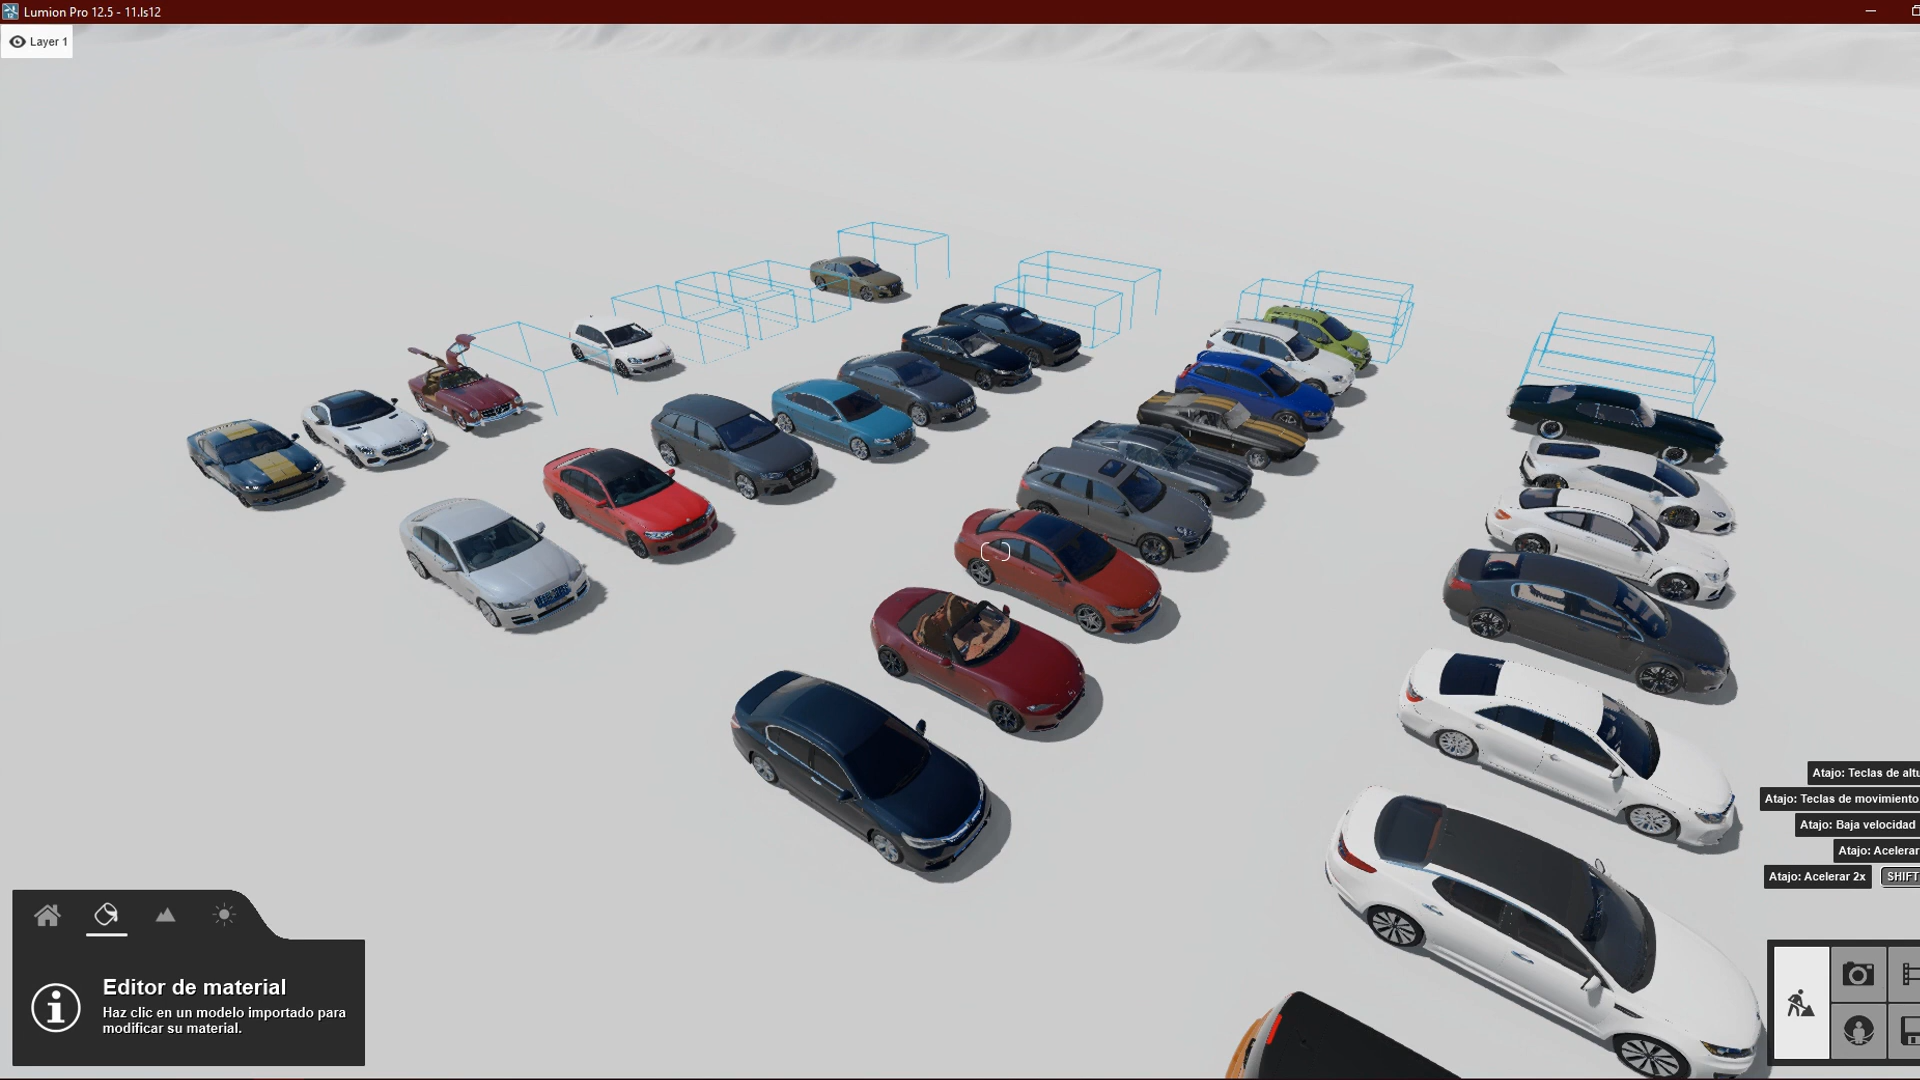 Lumion Pro 12.5 - 11.ls12
Layer 1
Atajo: Teclas de altu
Atajo: Teclas de movimiento
Atajo: Baja velocidad
Atajo: Acelerar
Atajo: Acelerar 2x SHIFT
Editor de material
Haz clic en un modelo importado para
modificar su material.